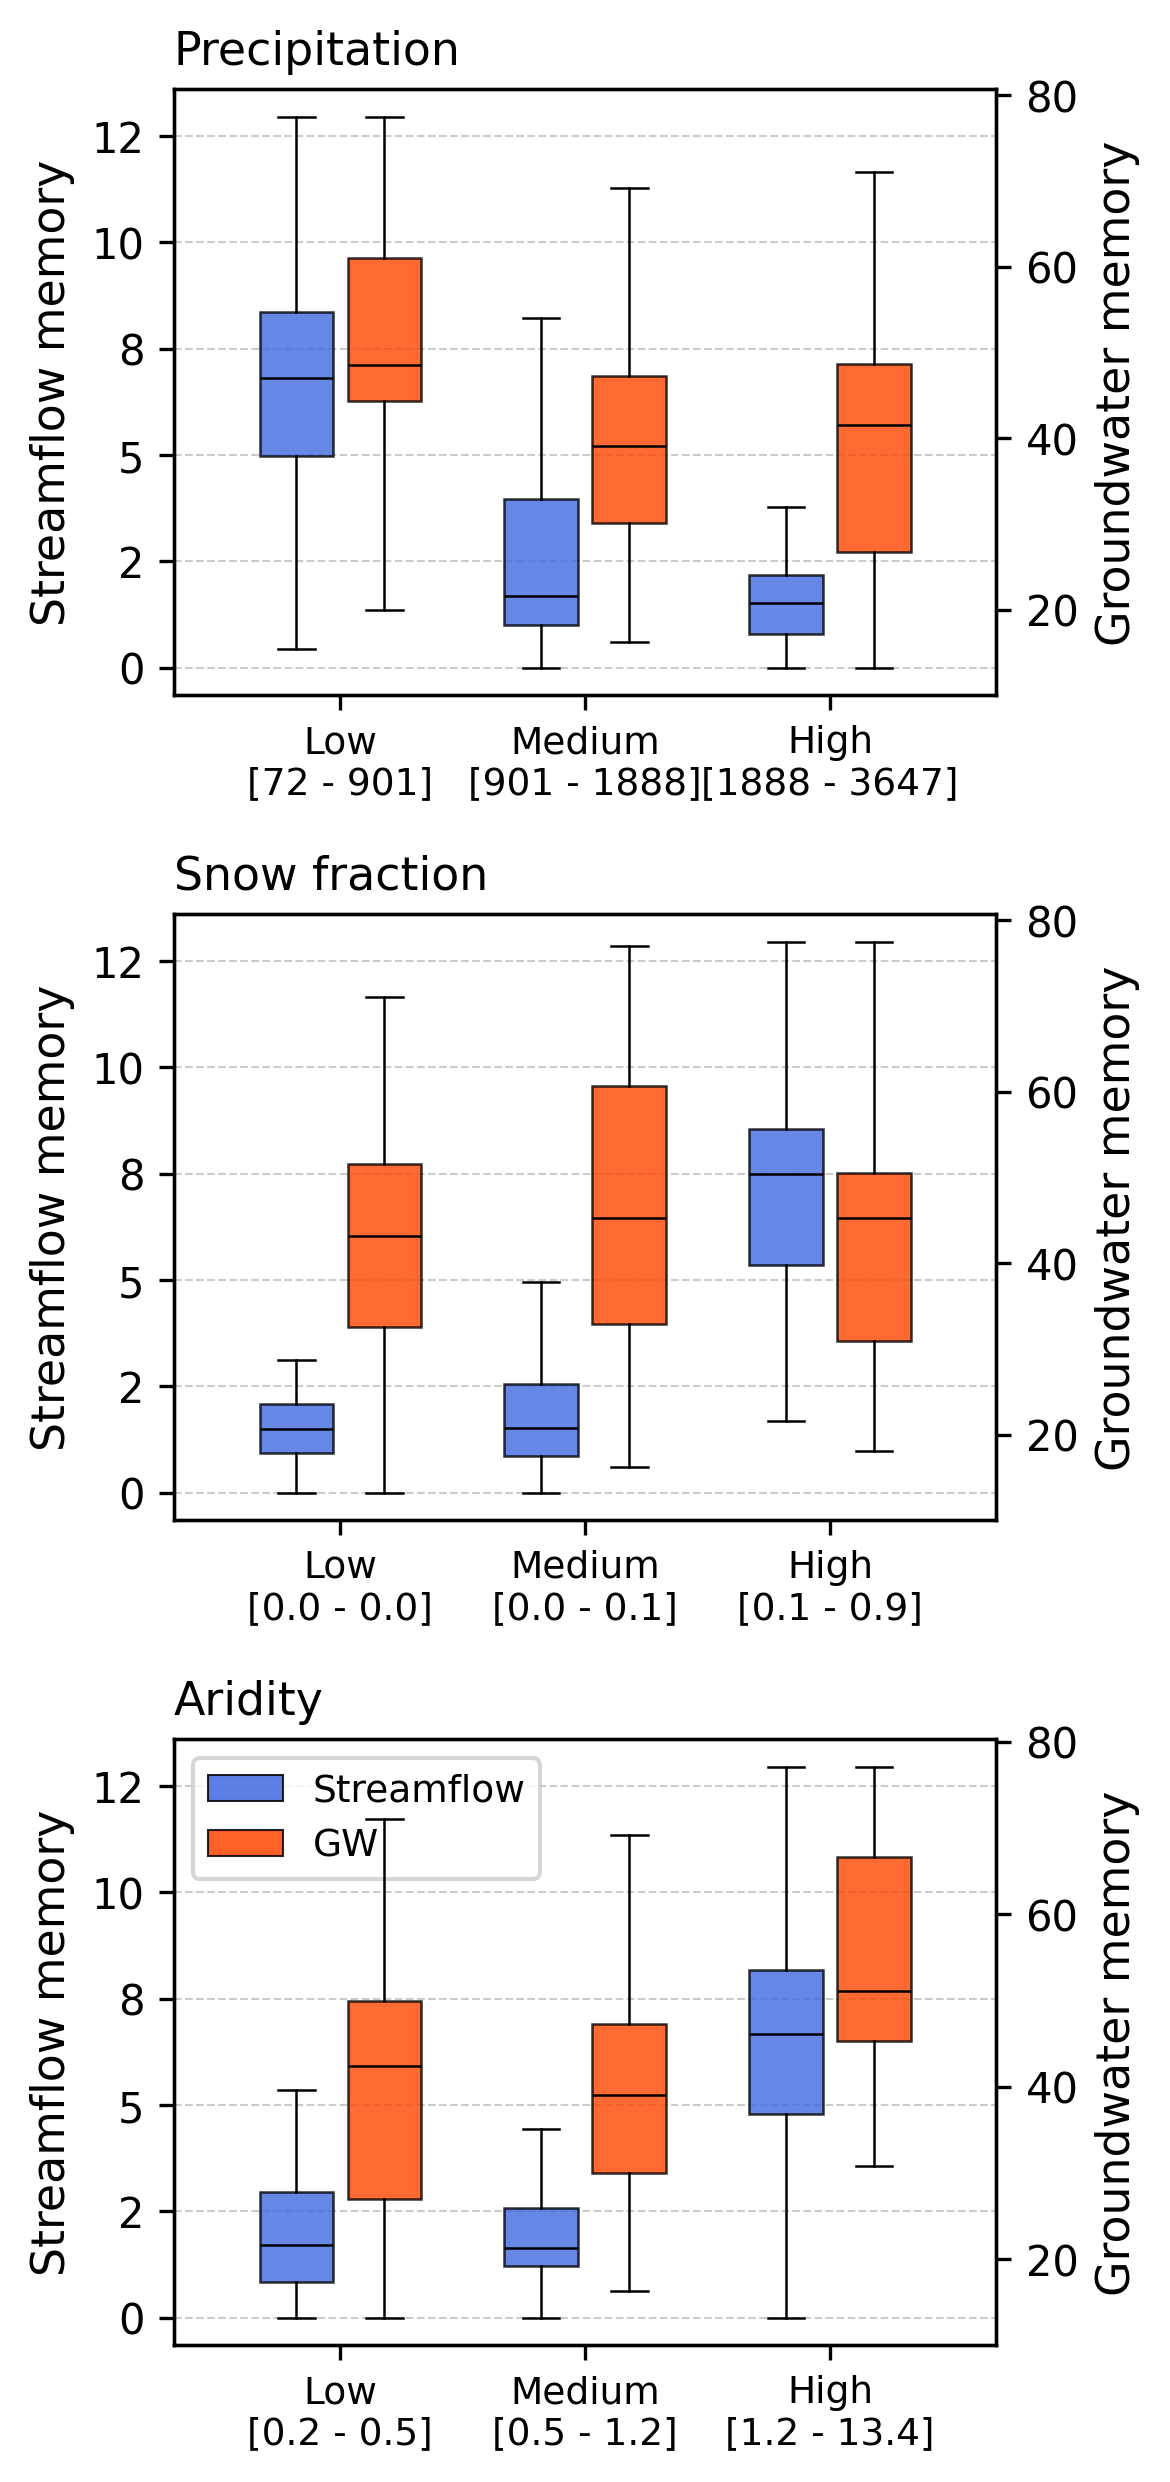 Precipitation
Streamflow memory
12
10
8
5
2
0
80
60
40
20
Groundwater memory
Low Medium High
[72 - 901] [901 - 1888] [1888 - 3647]
Snow fraction
Streamflow memory
12
10
8
5
2
0
80
60
40
20
Groundwater memory
Low Medium High
[0.0 - 0.0] [0.0 - 0.1] [0.1 - 0.9]
Aridity
Streamflow memory
12
10
8
5
2
0
Streamflow
GW
80
60
40
20
Groundwater memory
Low Medium High
[0.2 - 0.5] [0.5 - 1.2] [1.2 - 13.4]